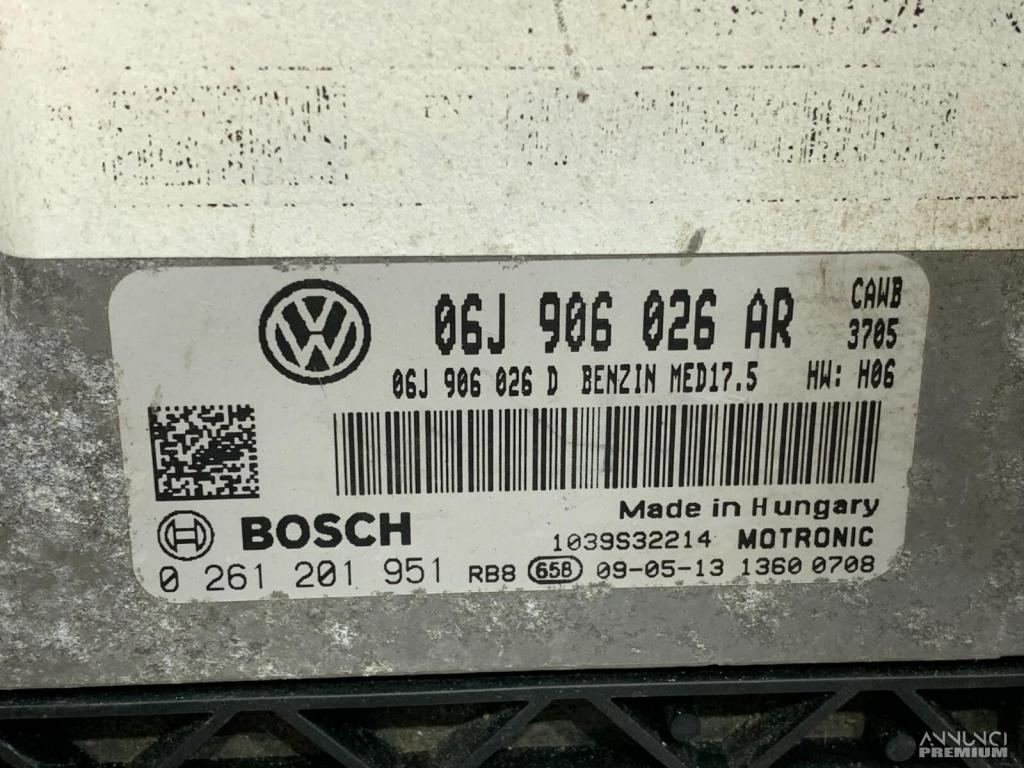 06J 906 026 AR
CAWB
3705
06J 906 026 D BENZIN MED17.5 HW: H06
Made in Hungary
BOSCH
1039S32214 MOTRONIC
0 261 201 951 RB8 658 09-05-13 1360 0708
ANNUNCI
PREMIUM